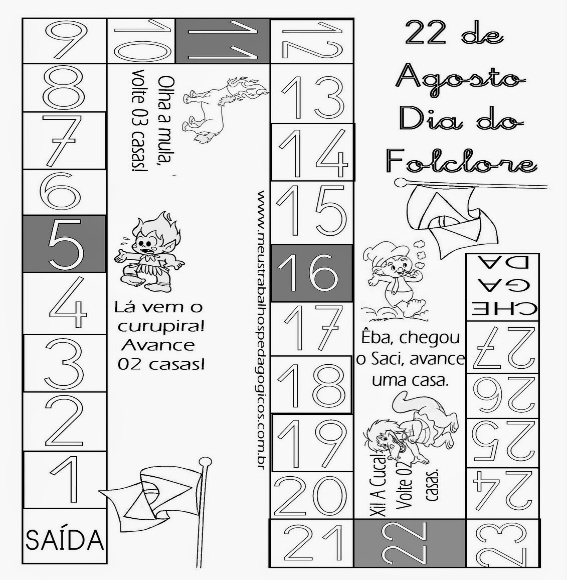 22 de
Agosto
Dia do
Folclore
SAÍDA
1
2
3
4
5
6
7
8
9
10
11
12
13
14
15
16
17
18
19
20
21
22
23
24
25
26
27
CHE
GA
DA
Lá vem o
curupira!
Avance
02 casas!
Olha a mula,
volte 03 casas!
Êba, chegou
o Saci, avance
uma casa.
Xii A Cuca!
Volte 02
casas.
www.meustrabalhospedagogicos.com.br